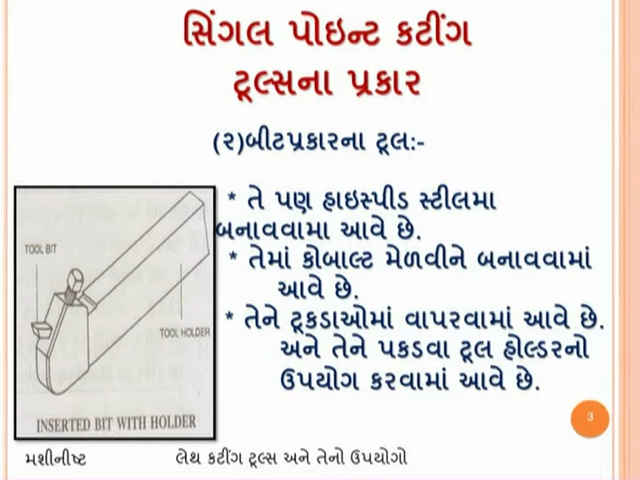 સિંગલ પોઇન્ટ કટીંગ
ટૂલ્સના પ્રકાર
(૨)બીટપ્રકારના ટૂલ:-
* તે પણ હાઇસ્પીડ સ્ટીલમા
બનાવવામા આવે છે.
* તેમાં કોબાલ્ટ મેળવીને બનાવવામાં
આવે છે.
* તેને ટૂકડાઓમાં વાપરવામાં આવે છે.
અને તેને પકડવા ટૂલ હોલ્ડરનો
ઉપયોગ કરવામાં આવે છે.
TOOL BIT
TOOL HOLDER
INSERTED BIT WITH HOLDER
3
મશીનીષ્ટ
લેથ કટીંગ ટૂલ્સ અને તેનો ઉપયોગો